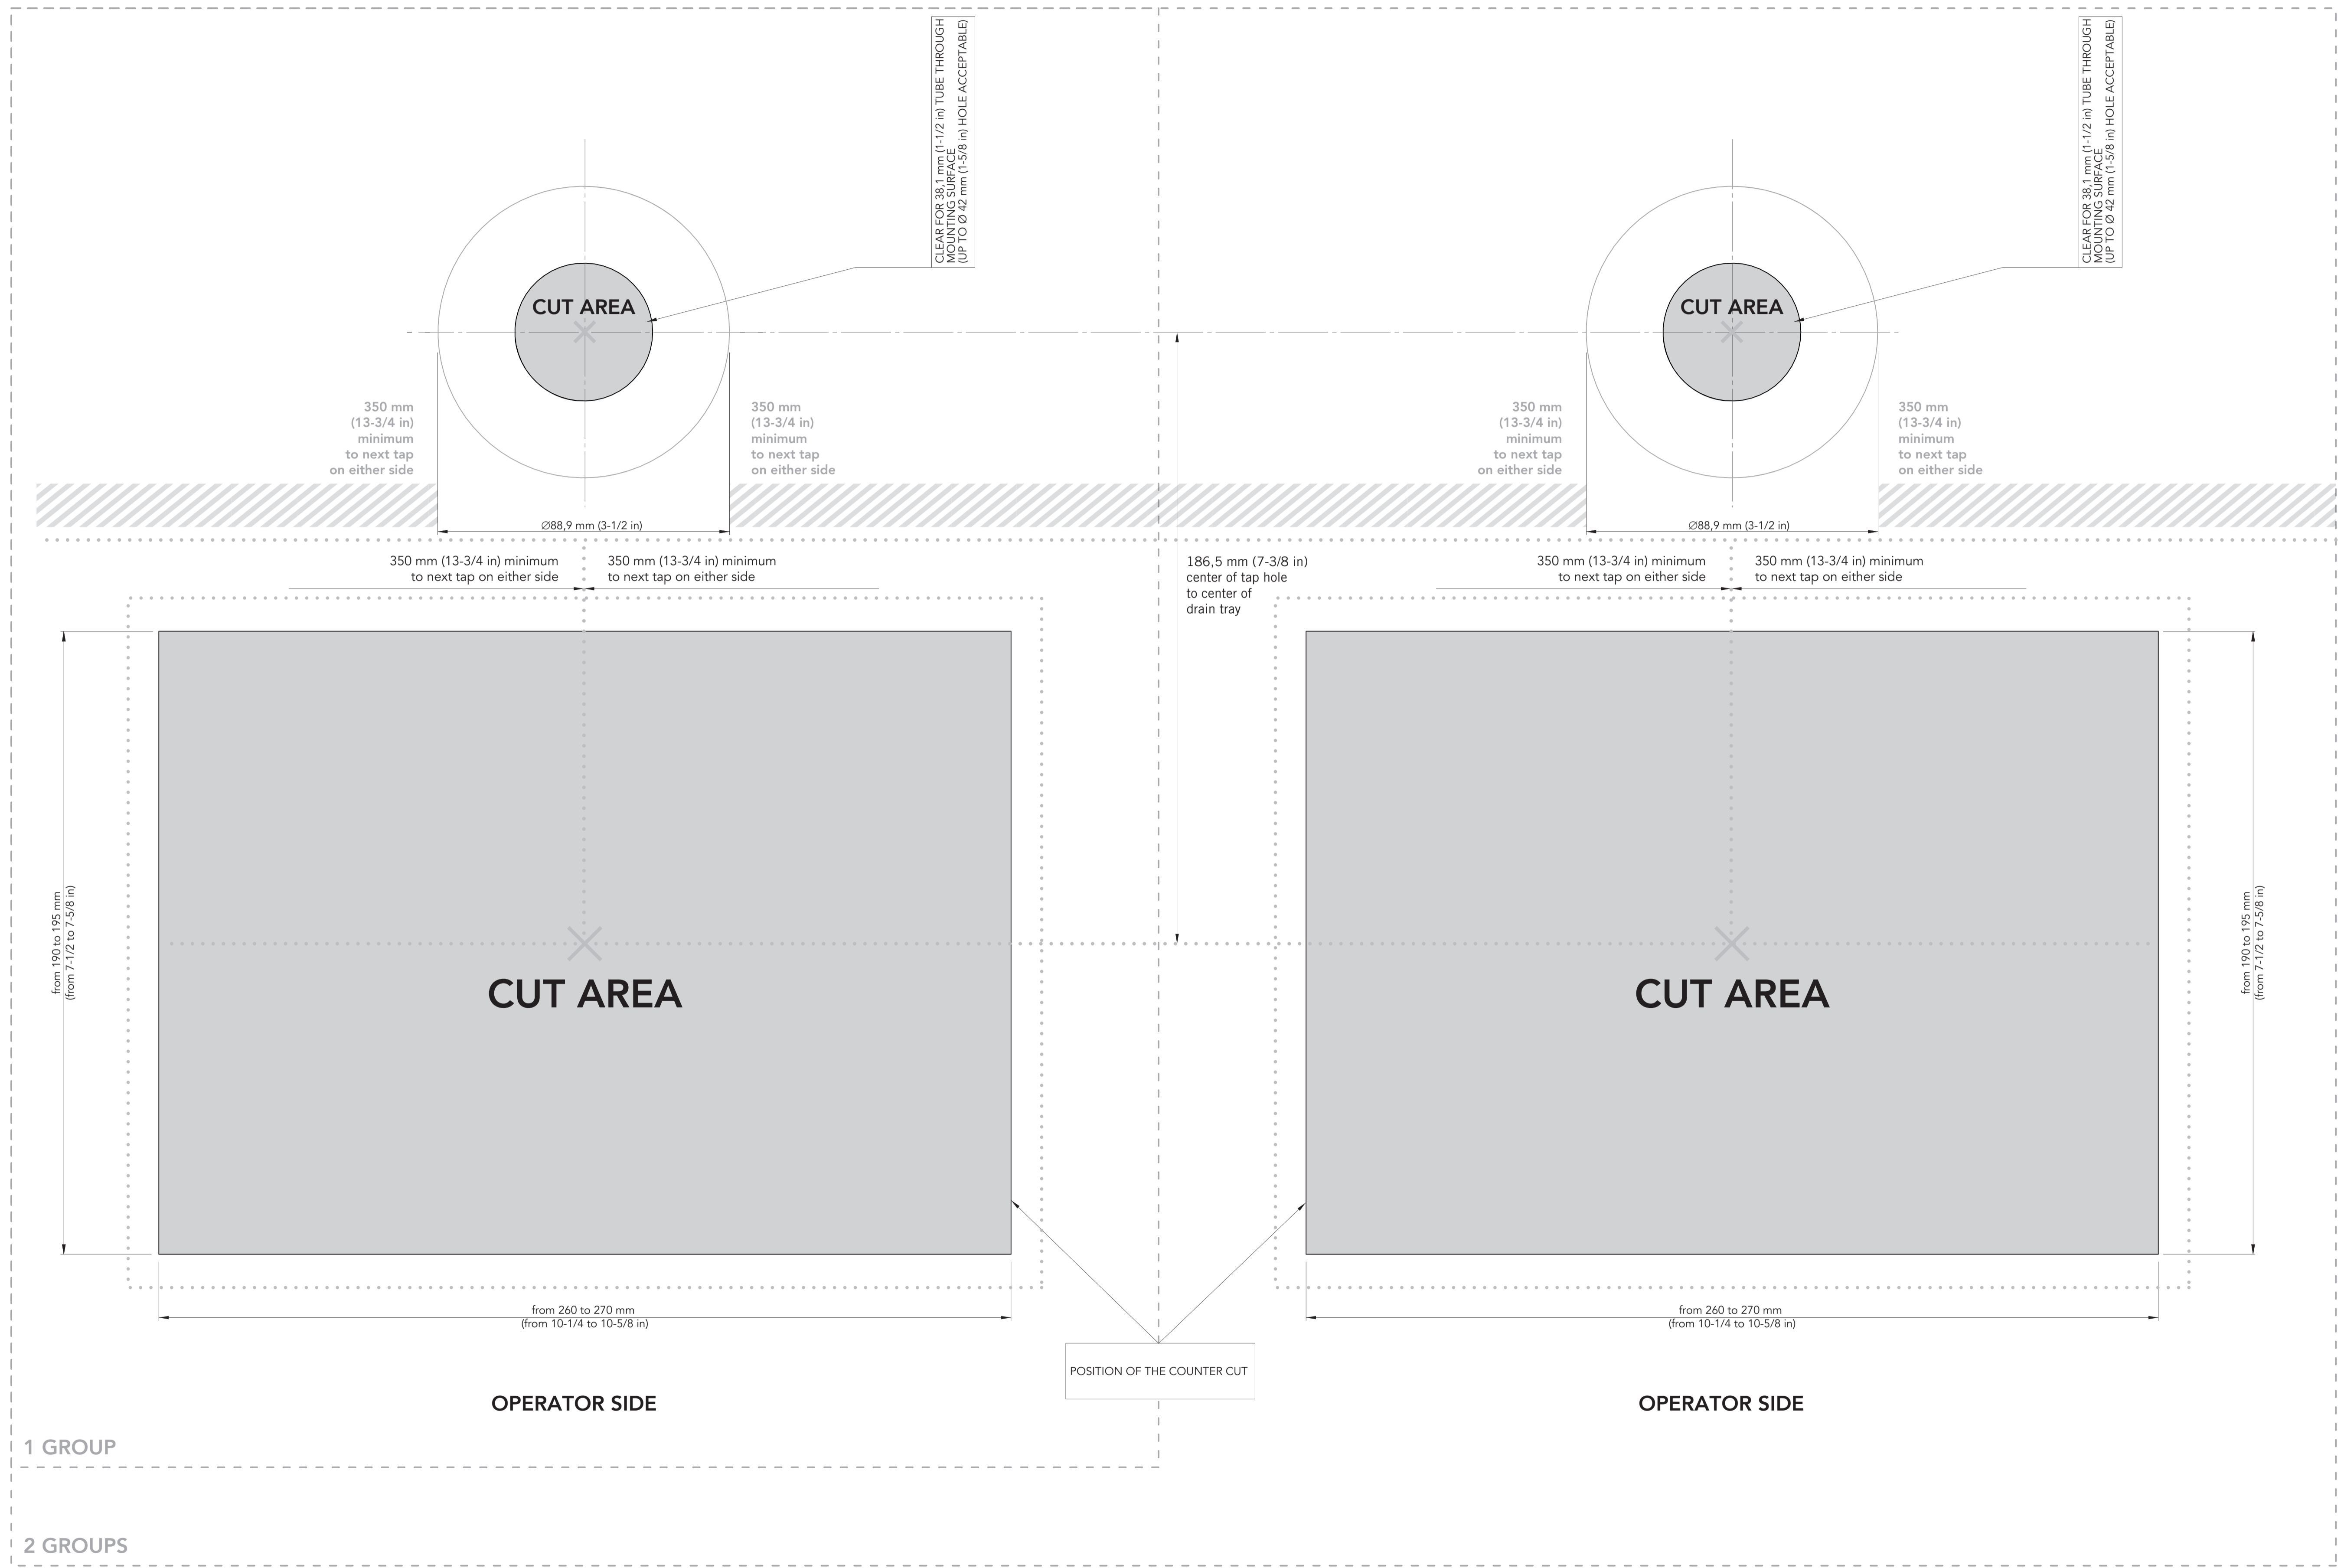 CLEAR FOR 38,1 mm (1-1/2 in) TUBE THROUGH
MOUNTING SURFACE
(UP TO Ø 42 mm (1-5/8 in) HOLE ACCEPTABLE)
CLEAR FOR 38,1 mm (1-1/2 in) TUBE THROUGH
MOUNTING SURFACE
(UP TO Ø 42 mm (1-5/8 in) HOLE ACCEPTABLE)
CUT AREA
CUT AREA
350 mm
(13-3/4 in)
minimum
to next tap
on either side
350 mm
(13-3/4 in)
minimum
to next tap
on either side
350 mm
(13-3/4 in)
minimum
to next tap
on either side
350 mm
(13-3/4 in)
minimum
to next tap
on either side
Ø88,9 mm (3-1/2 in)
Ø88,9 mm (3-1/2 in)
350 mm (13-3/4 in) minimum
to next tap on either side
350 mm (13-3/4 in) minimum
to next tap on either side
186,5 mm (7-3/8 in)
center of tap hole
to center of
drain tray
350 mm (13-3/4 in) minimum
to next tap on either side
350 mm (13-3/4 in) minimum
to next tap on either side
from 190 to 195 mm
(from 7-1/2 to 7-5/8 in)
CUT AREA
CUT AREA
from 190 to 195 mm
(from 7-1/2 to 7-5/8 in)
from 260 to 270 mm
(from 10-1/4 to 10-5/8 in)
from 260 to 270 mm
(from 10-1/4 to 10-5/8 in)
POSITION OF THE COUNTER CUT
OPERATOR SIDE
OPERATOR SIDE
1 GROUP
2 GROUPS